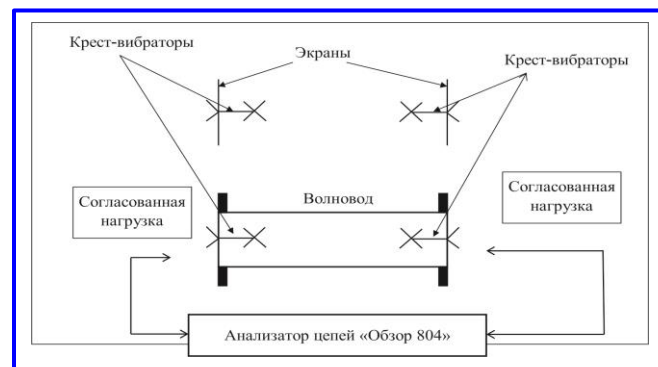 Крест-вибраторы
Экраны
Крест-вибраторы
Согласованная
нагрузка
Волновод
Согласованная
нагрузка
Анализатор цепей «Обзор 804»